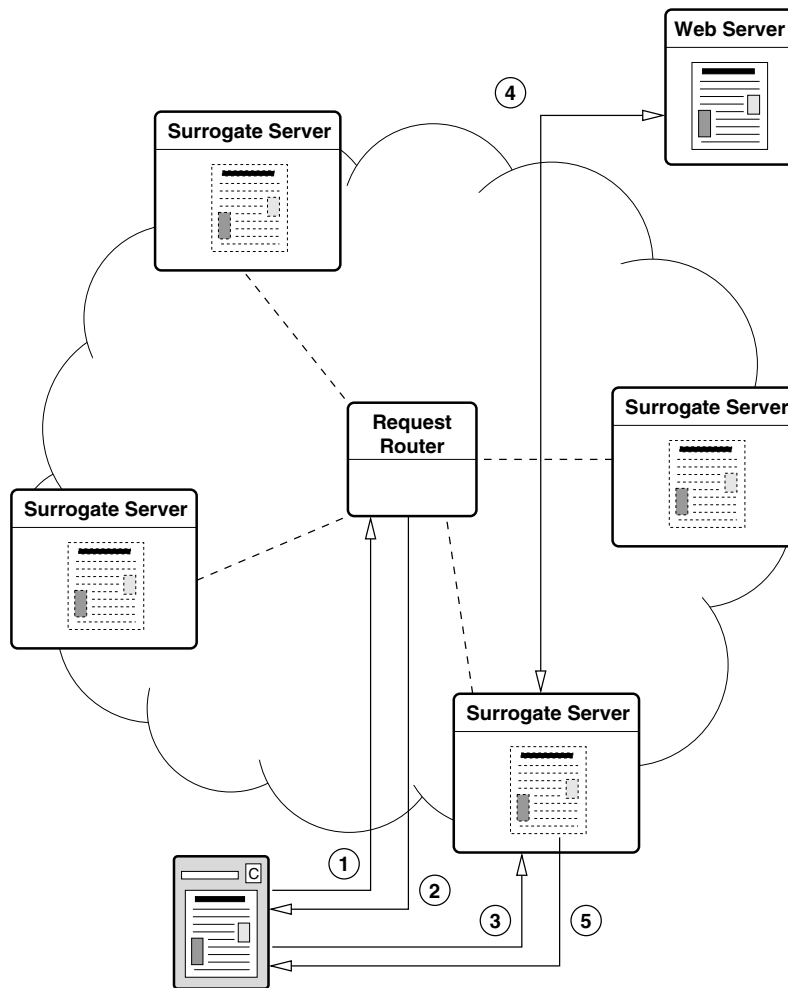 Web Server
4
Surrogate Server
Request
Router
Surrogate Server
Surrogate Server
Surrogate Server
C
1
2
3
5